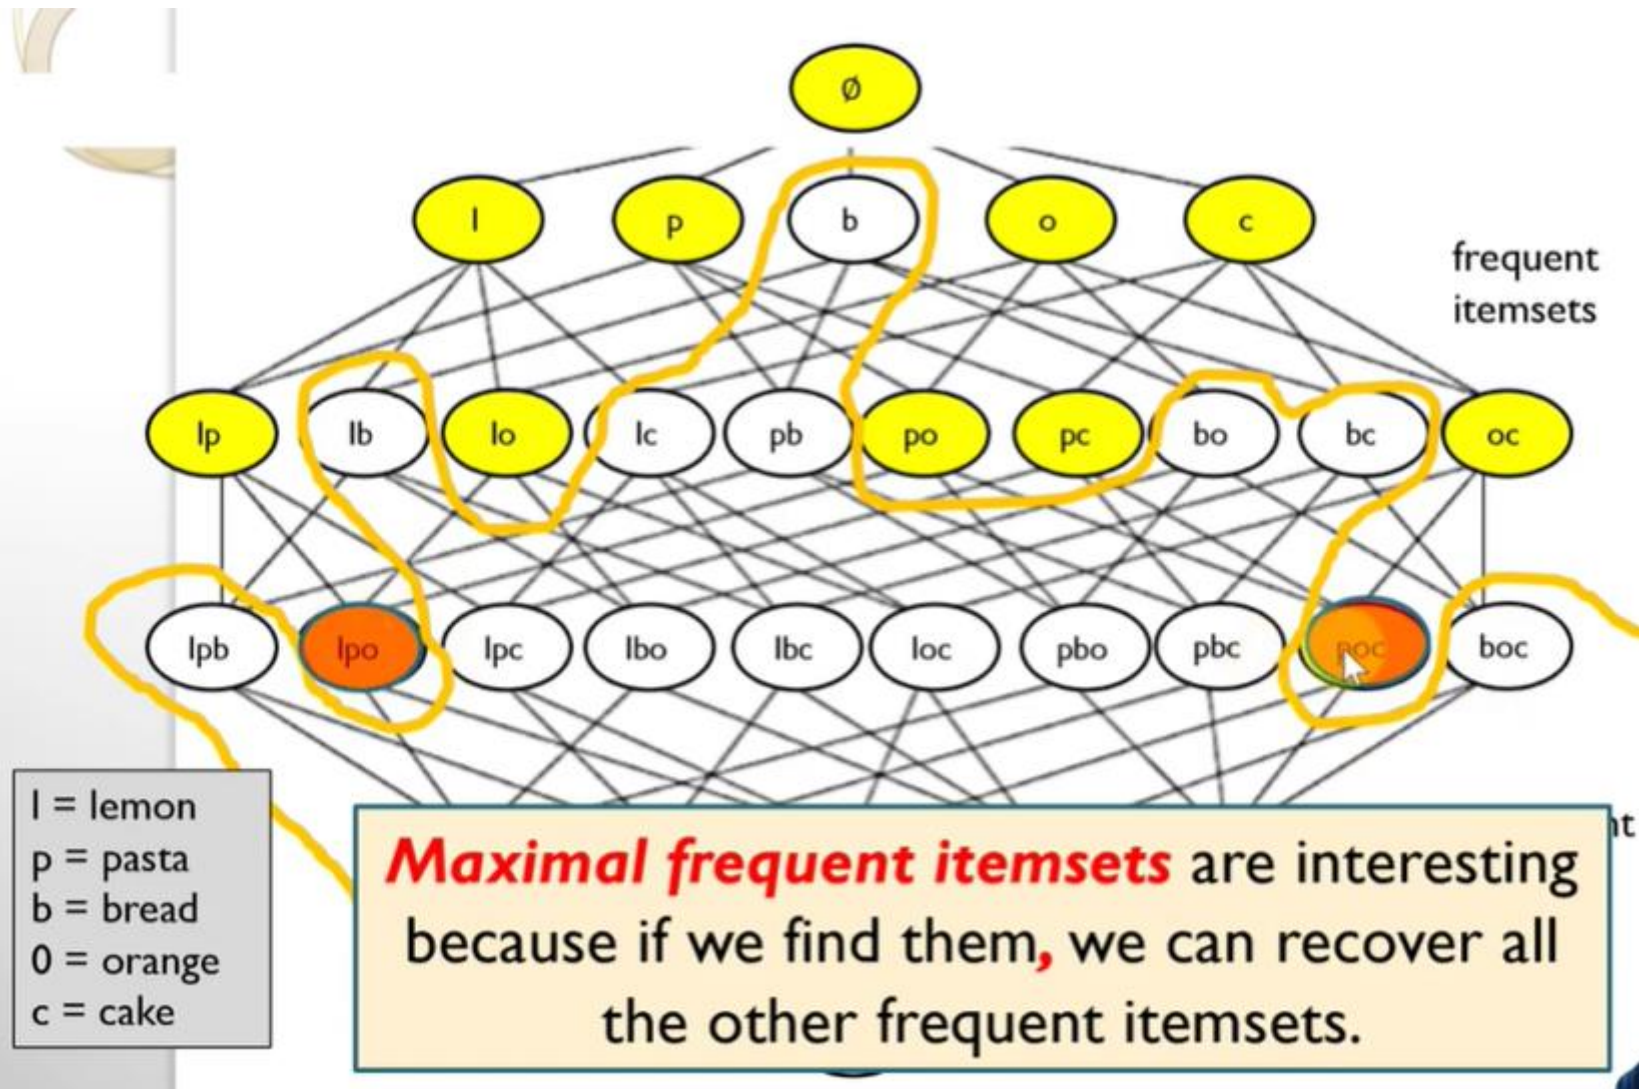 Ø
l p b o c
frequent
itemsets
lp lb lo lc pb po pc bo bc oc
lpb lpo lpc lbo lbc loc pbo pbc poc boc
l = lemon
p = pasta
b = bread
0 = orange
c = cake
Maximal frequent itemsets are interesting
because if we find them, we can recover all
the other frequent itemsets.